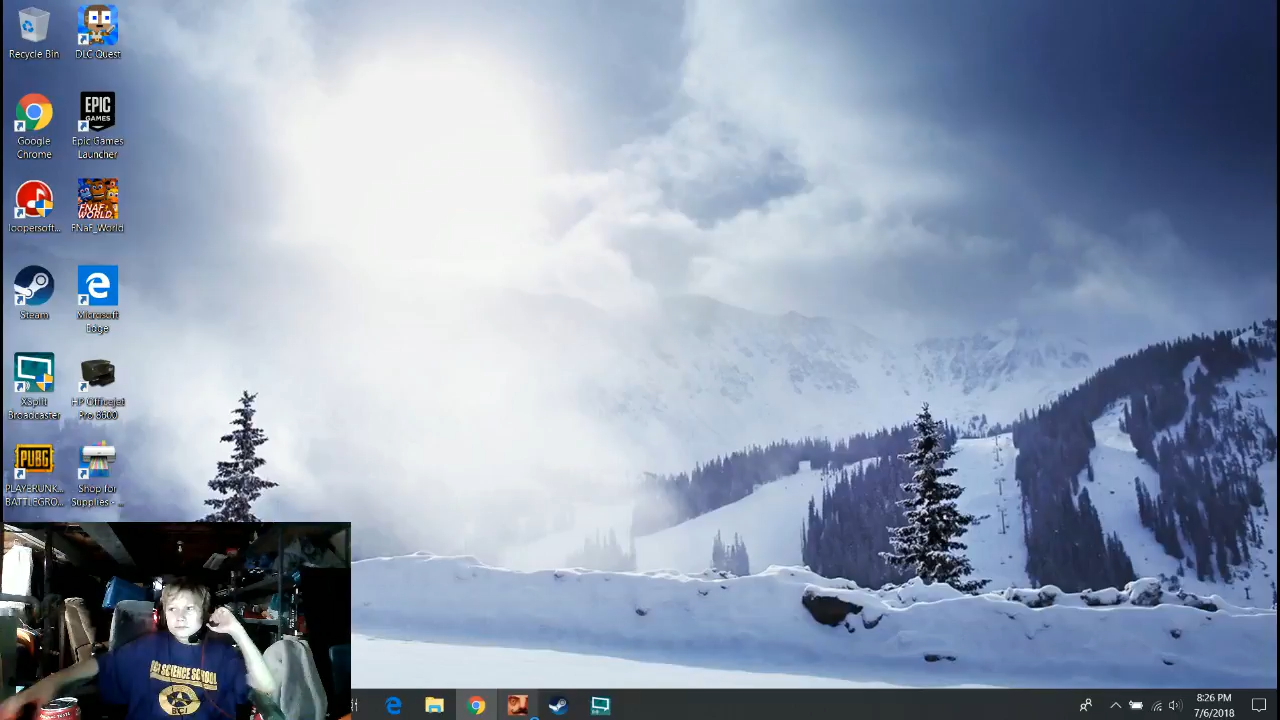 Recycle Bin
DLC Quest
Google
Chrome
EPIC
GAMES
Epic Games
Launcher
loopersoft...
FNAF
WORLD
FNaF_World
Steam
Microsoft
Edge
XSplit
Broadcaster
HP Officejet
Pro 8600
PUBG
PLAYERUNK...
BATTLEGRO...
Shop for
Supplies - ...
SCIENCE SCHOOL
8:26 PM
7/6/2018